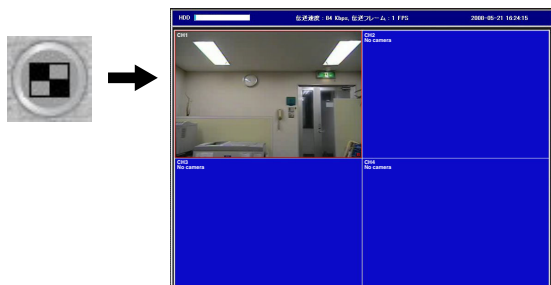 HDD 伝送速度 : 84 Kbps, 伝送フレーム : 1 FPS 2008-05-21 16:24:15
CH1
CH2
No camera
CH3
No camera
CH4
No camera